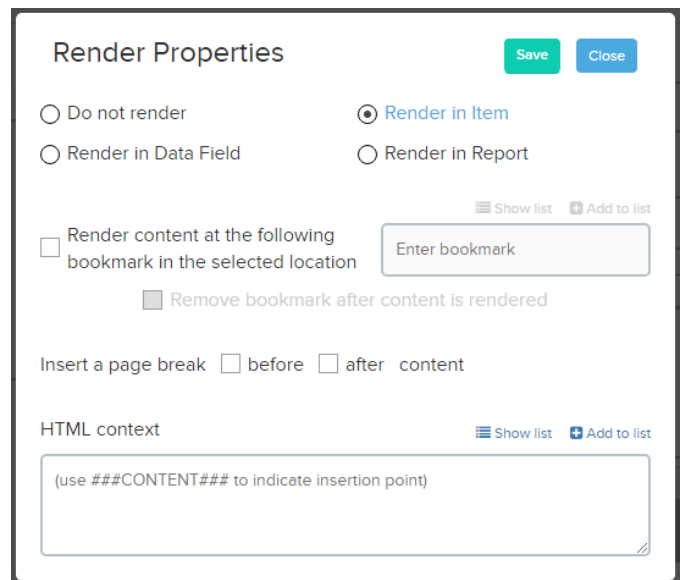 Render Properties
Save
Close
Do not render
Render in Item
Render in Data Field
Render in Report
Show list
Add to list
Render content at the following
bookmark in the selected location
Enter bookmark
Remove bookmark after content is rendered
Insert a page break before after content
HTML context
Show list
Add to list
(use ###CONTENT### to indicate insertion point)